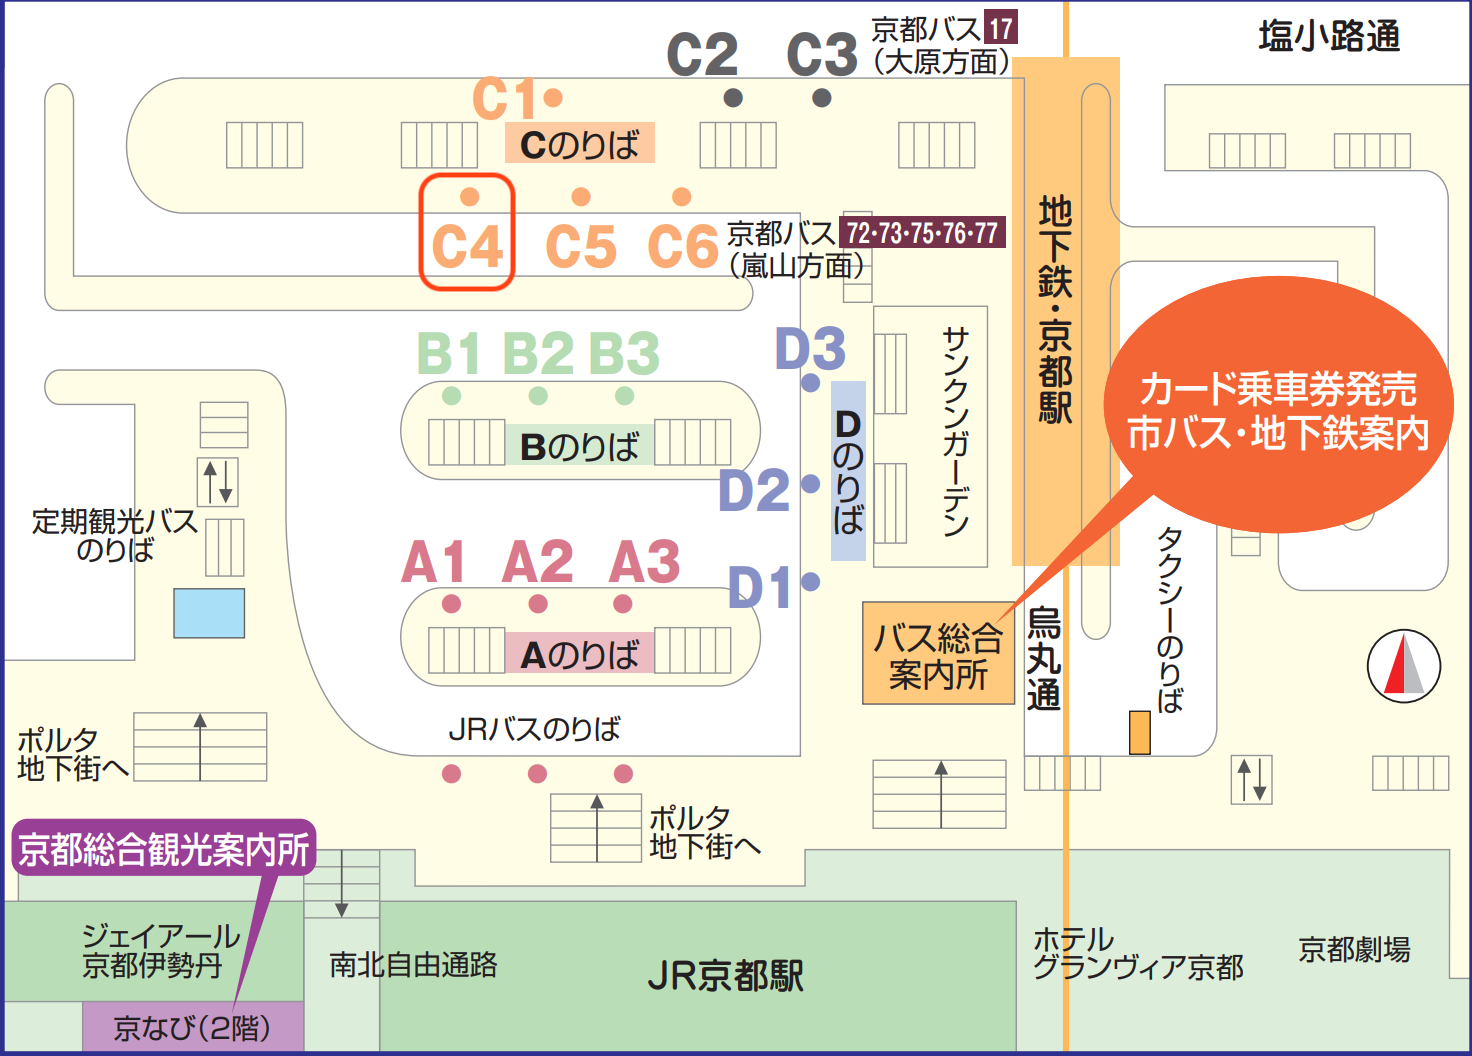 京都バス 17
(大原方面)
塩小路通
C2
C3
C1
Cのりば
C4
C5
C6
京都バス 72・73・75・76・77
(嵐山方面)
地下鉄・京都駅
B1
B2
B3
Bのりば
D3
Dのりば
D2
D1
サンクンガーデン
カード乗車券発売
市バス・地下鉄案内
定期観光バス
のりば
A1
A2
A3
Aのりば
バス総合
案内所
烏丸通
タクシーのりば
JRバスのりば
ポルタ
地下街へ
ポルタ
地下街へ
京都総合観光案内所
ジェイアール
京都伊勢丹
南北自由通路
JR京都駅
ホテル
グランヴィア京都
京都劇場
京なび(2階)